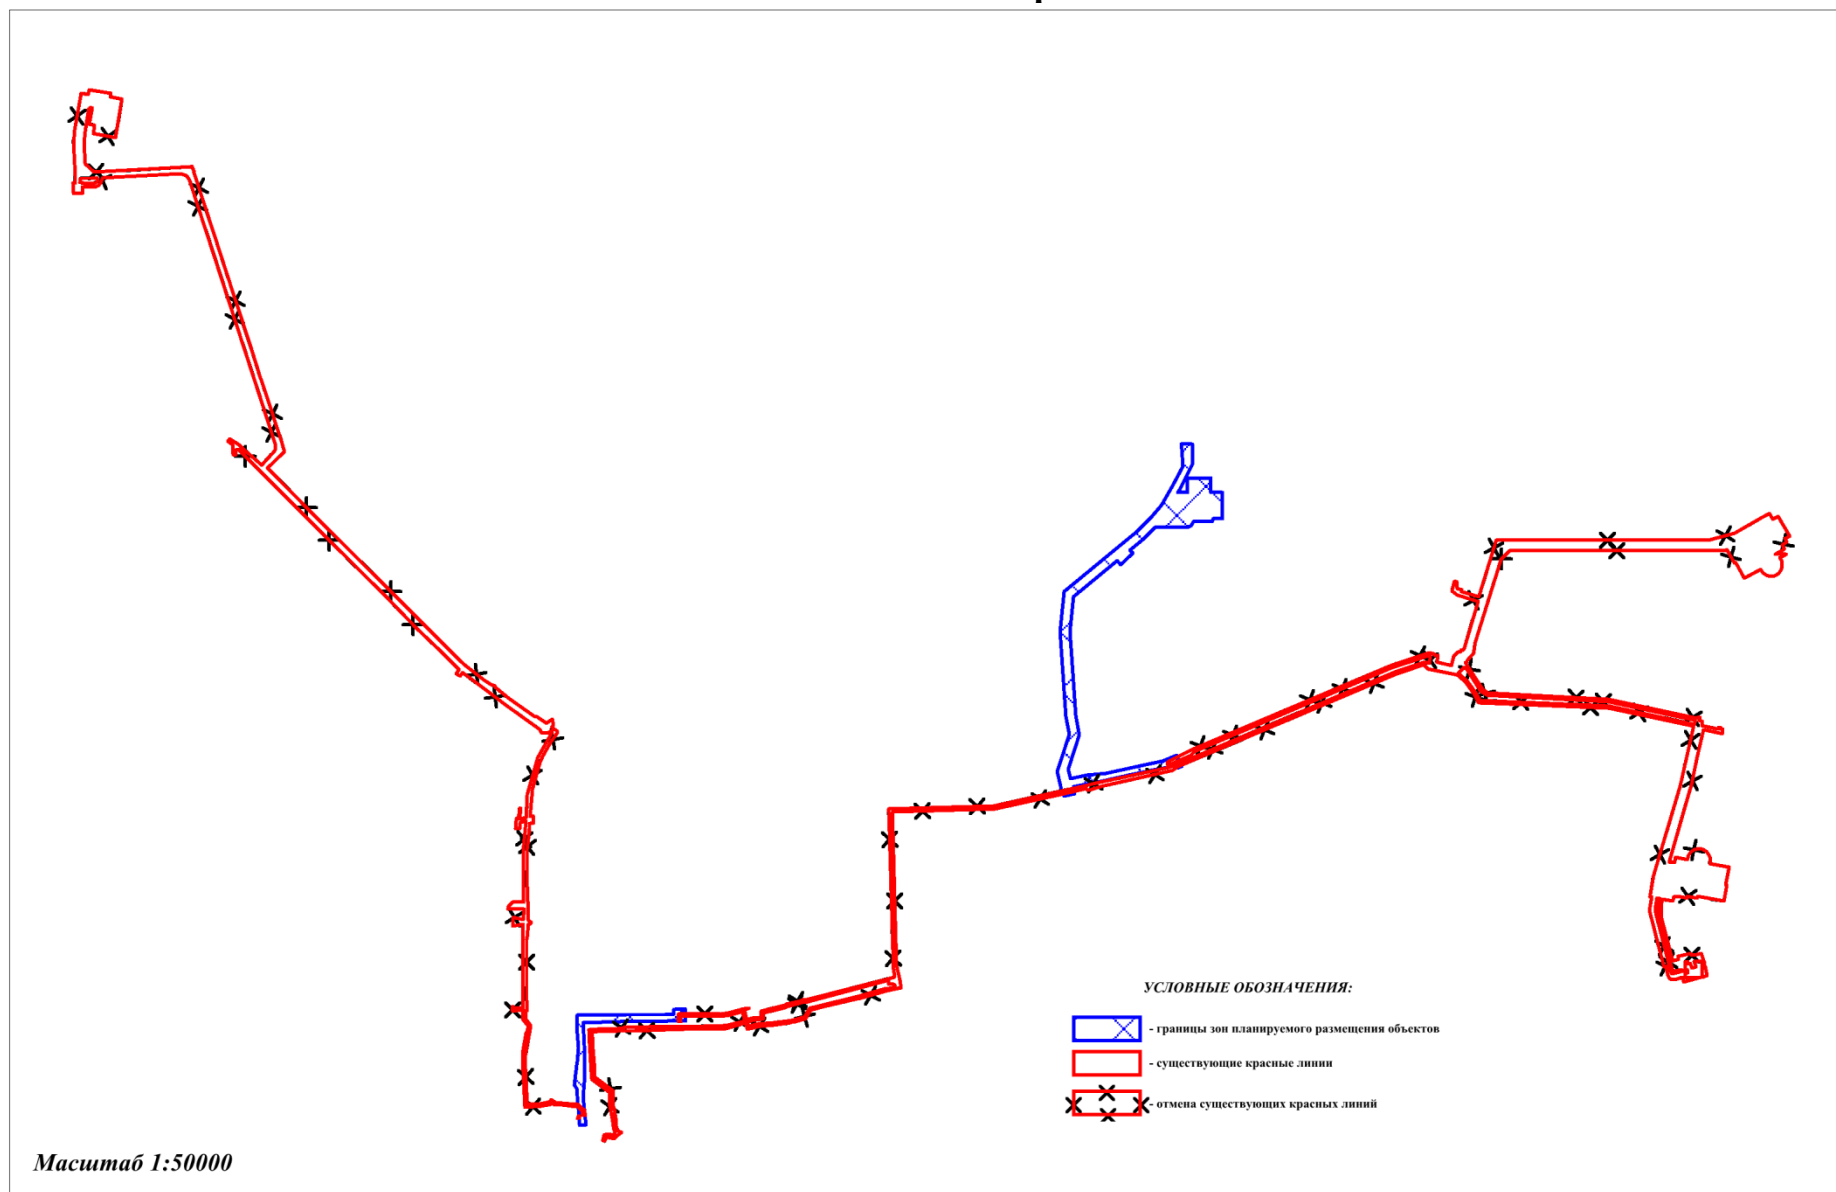 УСЛОВНЫЕ ОБОЗНАЧЕНИЯ:
- границы зон планируемого размещения объектов
- существующие красные линии
- отмена существующих красных линий
Масштаб 1:50000